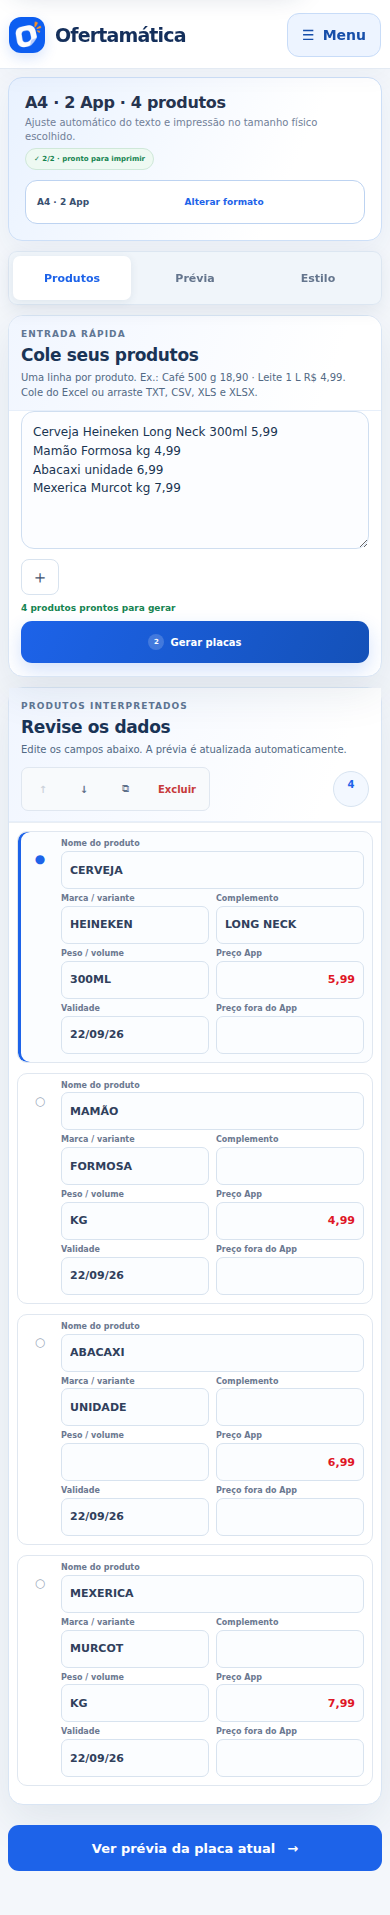 Ofertamática
☰ Menu
A4 · 2 App · 4 produtos
Ajuste automático do texto e impressão no tamanho físico
escolhido.
✓ 2/2 · pronto para imprimir
A4 · 2 App
Alterar formato
Produtos
Prévia
Estilo
ENTRADA RÁPIDA
Cole seus produtos
Uma linha por produto. Ex.: Café 500 g 18,90 · Leite 1 L R$ 4,99.
Cole do Excel ou arraste TXT, CSV, XLS e XLSX.
Cerveja Heineken Long Neck 300ml 5,99
Mamão Formosa kg 4,99
Abacaxi unidade 6,99
Mexerica Murcot kg 7,99
+
4 produtos prontos para gerar
2 Gerar placas
PRODUTOS INTERPRETADOS
Revise os dados
Edite os campos abaixo. A prévia é atualizada automaticamente.
↑ ↓ ⧉ Excluir
4
Nome do produto
CERVEJA
Marca / variante
Complemento
HEINEKEN
LONG NECK
Peso / volume
Preço App
300ML
5,99
Validade
Preço fora do App
22/09/26
Nome do produto
MAMÃO
Marca / variante
Complemento
FORMOSA
Peso / volume
Preço App
KG
4,99
Validade
Preço fora do App
22/09/26
Nome do produto
ABACAXI
Marca / variante
Complemento
UNIDADE
Peso / volume
Preço App
6,99
Validade
Preço fora do App
22/09/26
Nome do produto
MEXERICA
Marca / variante
Complemento
MURCOT
Peso / volume
Preço App
KG
7,99
Validade
Preço fora do App
22/09/26
Ver prévia da placa atual →